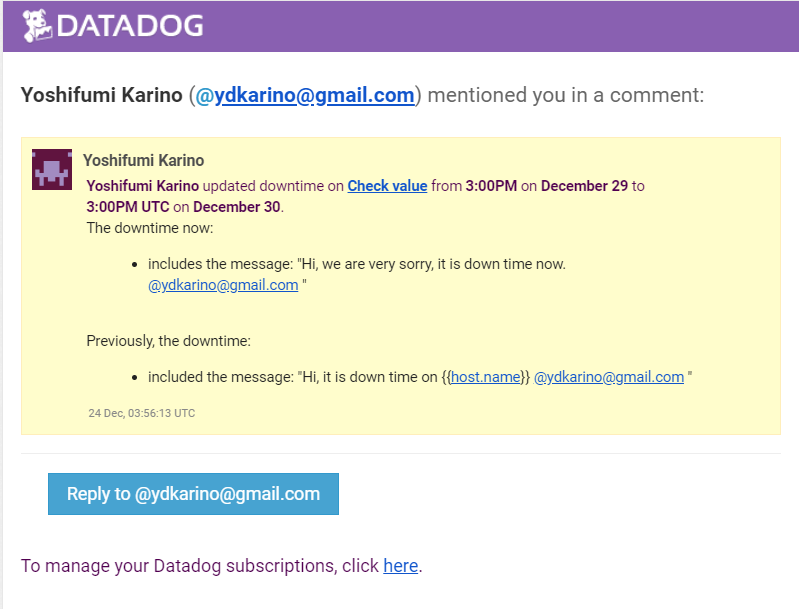 DATADOG
Yoshifumi Karino (@ydkarino@gmail.com) mentioned you in a comment:
Yoshifumi Karino
Yoshifumi Karino updated downtime on Check value from 3:00PM on December 29 to
3:00PM UTC on December 30.
The downtime now:
• includes the message: "Hi, we are very sorry, it is down time now.
@ydkarino@gmail.com "
Previously, the downtime:
• included the message: "Hi, it is down time on {{host.name}} @ydkarino@gmail.com "
24 Dec, 03:56:13 UTC
Reply to @ydkarino@gmail.com
To manage your Datadog subscriptions, click here.